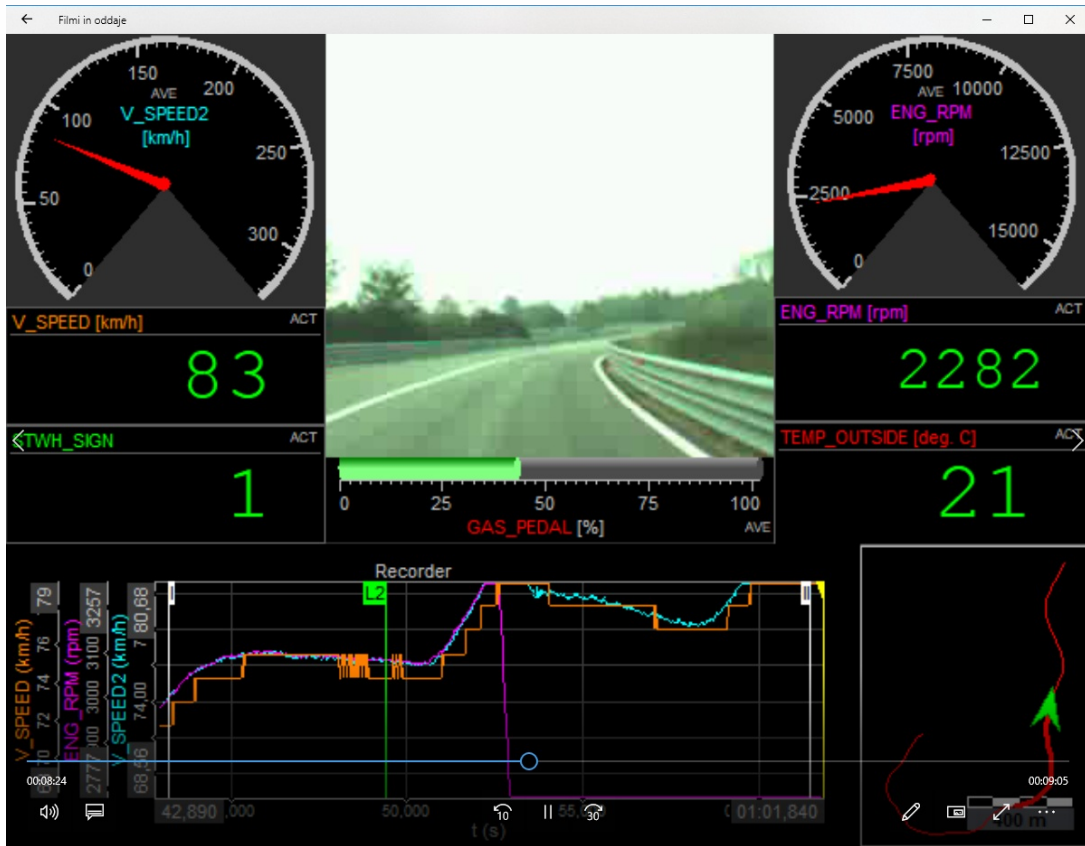 Filmi in oddaje
0
50
100
150
200
250
300
AVE
V_SPEED2
[km/h]
0
2500
5000
7500
10000
12500
15000
AVE
ENG_RPM
[rpm]
V_SPEED [km/h] ACT
83
STWH_SIGN ACT
1
0 25 50 75 100
GAS_PEDAL [%] AVE
ENG_RPM [rpm] ACT
2282
TEMP_OUTSIDE [deg. C] ACT
21
Recorder
L2
I
II
V_SPEED (km/h)
79
76
74
72
70
ENG_RPM (rpm)
3257
3100
3000
2777
V_SPEED2 (km/h)
80,68
74,00
68,56
42,890
50,000
01:01,840
t (s)
00:08:24
00:09:05
10
30
400 m